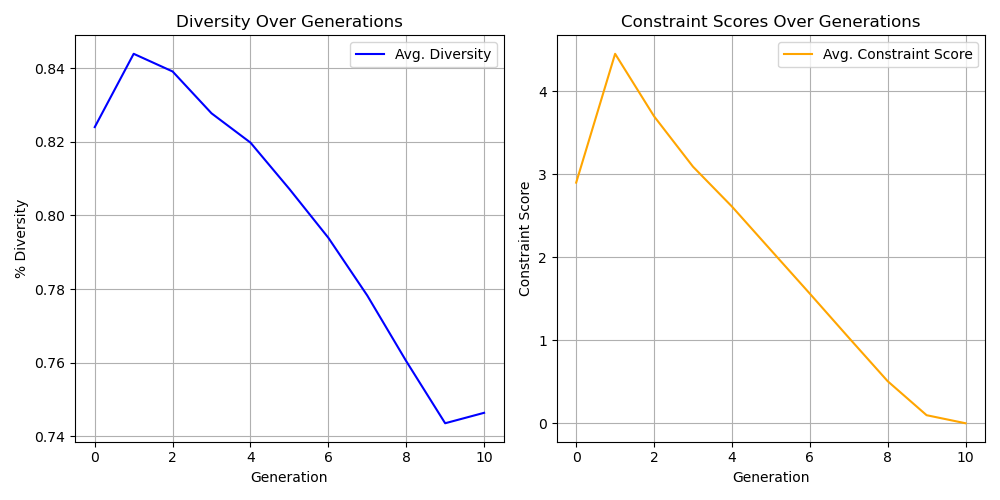 Diversity Over Generations
Avg. Diversity
% Diversity
0.84
0.82
0.80
0.78
0.76
0.74
0 2 4 6 8 10
Generation
Constraint Scores Over Generations
Avg. Constraint Score
Constraint Score
4
3
2
1
0
0 2 4 6 8 10
Generation